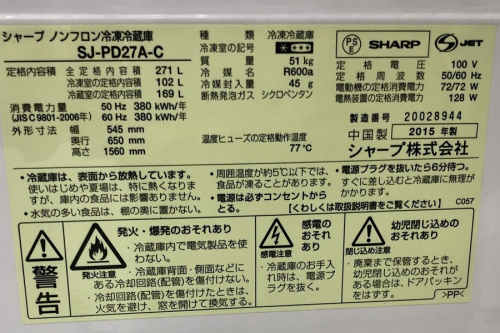 シャープ ノンフロン冷凍冷蔵庫
SJ-PD27A-C
定格内容積 全定格内容積 271 L
冷凍室の定格内容積 102 L
冷蔵室の定格内容積 169 L
消費電力量 50 Hz 380 kWh/年
(JIS C 9801-2006年) 60 Hz 380 kWh/年
外形寸法 幅 545 mm
奥行 650 mm
高さ 1560 mm
種類 冷凍冷蔵庫
冷凍室の記号
質量 51 kg
冷媒 R600a
冷媒封入量 45 g
断熱発泡ガス シクロペンタン
温度ヒューズの定格動作温度
77℃
PS
E
SHARP
JET
定格電圧 100 V
定格周波数 50/60 Hz
電動機の定格消費電力 72/72 W
電熱装置の定格消費電力 128 W
製造番号 20028944
中国製 2015 年製
シャープ株式会社
・冷蔵庫は、表面から放熱しています。
使いはじめや夏場は、特に熱くなりま
すが、庫内の食品には影響ありません。
・水気の多い食品は、棚の奥に置かない。
・周囲温度が約5℃以下では、
食品が凍ることがあります。
・電源は必ずコンセントから
とる。
・電源プラグを抜いたら6分待つ。
すぐに差し込むと冷蔵庫に無理が
かかります。
【くわしくは取扱説明書をご覧ください】
C057
警告
発火・爆発のおそれあり
発火注意
・冷蔵庫内で電気製品を使
わない。
・冷蔵庫背面・側面などに
ある冷却回路(配管)を傷つけない。
・冷却回路(配管)を傷付けたときは、
火気を避け、窓を開けて換気する。
感電の
おそれあり
感電注意
・冷蔵庫のお手入
れ時は、電源プ
ラグを抜く。
幼児閉じ込めの
おそれあり
閉じ込め注意
・廃棄まで保管するとき、
幼児閉じ込めのおそれが
ある場合は、ドアパッキン
をはずす。
>PP<